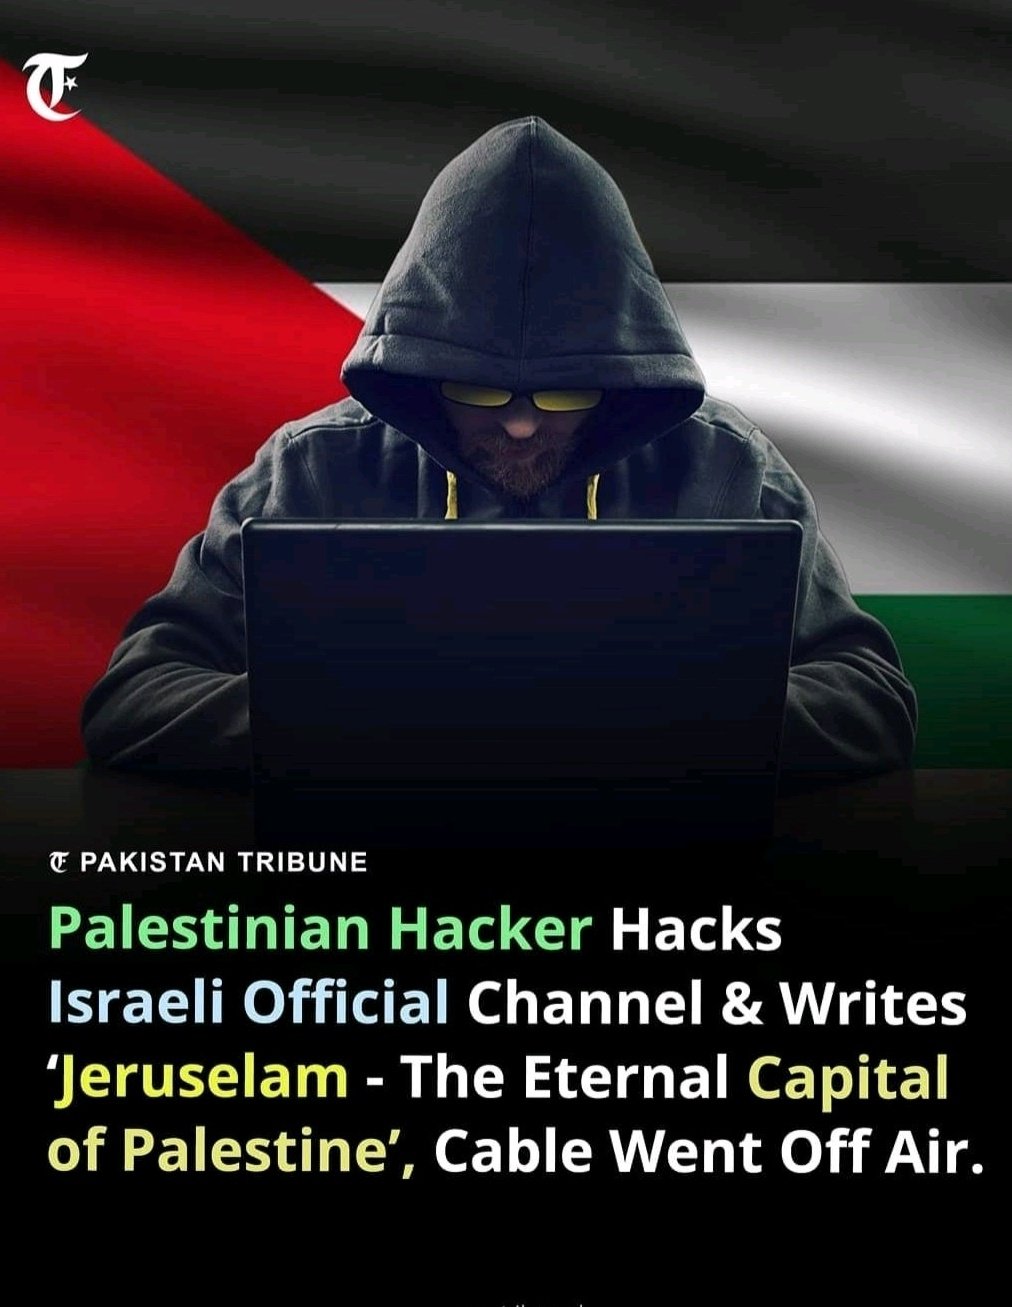 PAKISTAN TRIBUNE
Palestinian Hacker Hacks
Israeli Official Channel & Writes
‘Jeruselam - The Eternal Capital
of Palestine’, Cable Went Off Air.